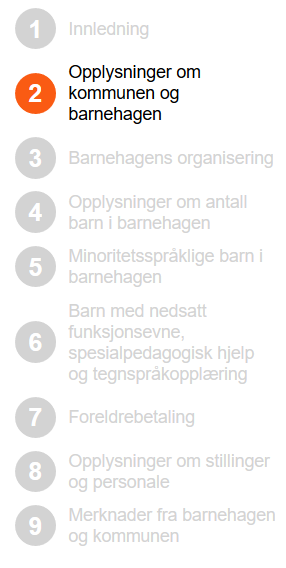 1 Innledning
2 Opplysninger om
kommunen og
barnehagen
3 Barnehagens organisering
4 Opplysninger om antall
barn i barnehagen
5 Minoritetsspråklige barn i
barnehagen
6 Barn med nedsatt
funksjonsevne,
spesialpedagogisk hjelp
og tegnspråkopplæring
7 Foreldrebetaling
8 Opplysninger om stillinger
og personale
9 Merknader fra barnehagen
og kommunen